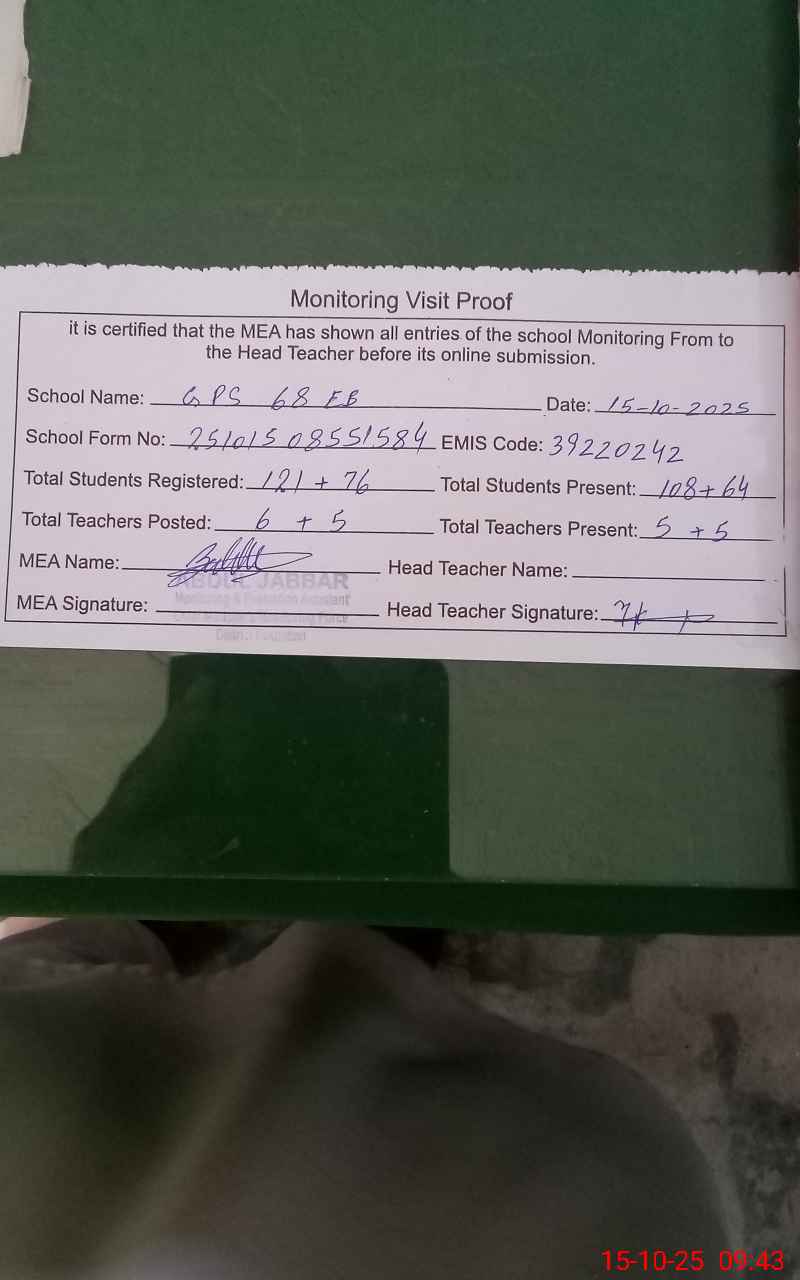 Monitoring Visit Proof
it is certified that the MEA has shown all entries of the school Monitoring From to
the Head Teacher before its online submission.
School Name: GPS 68 EB Date: 15-10-2025
School Form No: 25101508551584 EMIS Code: 39220242
Total Students Registered: 121 + 76 Total Students Present: 108+64
Total Teachers Posted: 6 + 5 Total Teachers Present: 5 + 5
MEA Name: Head Teacher Name:
ABDUL JABBAR
Monitoring & Evaluation Assistant
MEA Signature: Head Teacher Signature:
15-10-25 09:43